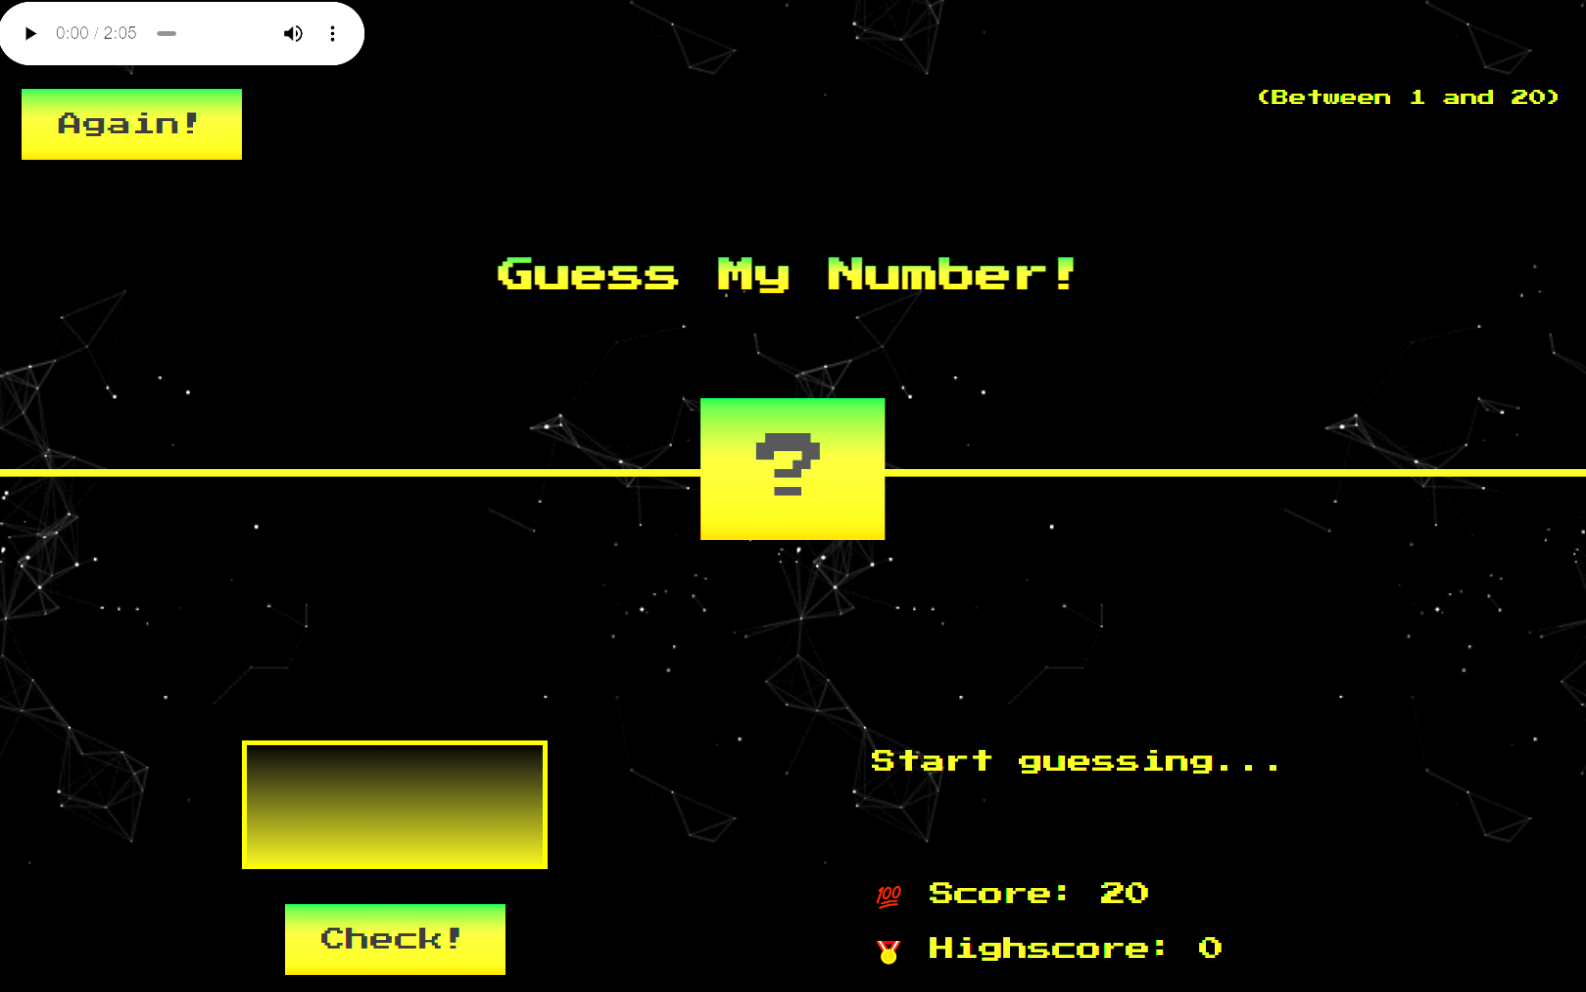 0:00 / 2:05
Again!
(Between 1 and 20)
Guess My Number!
?
Start guessing...
💯 Score: 20
Check!
🥇 Highscore: 0